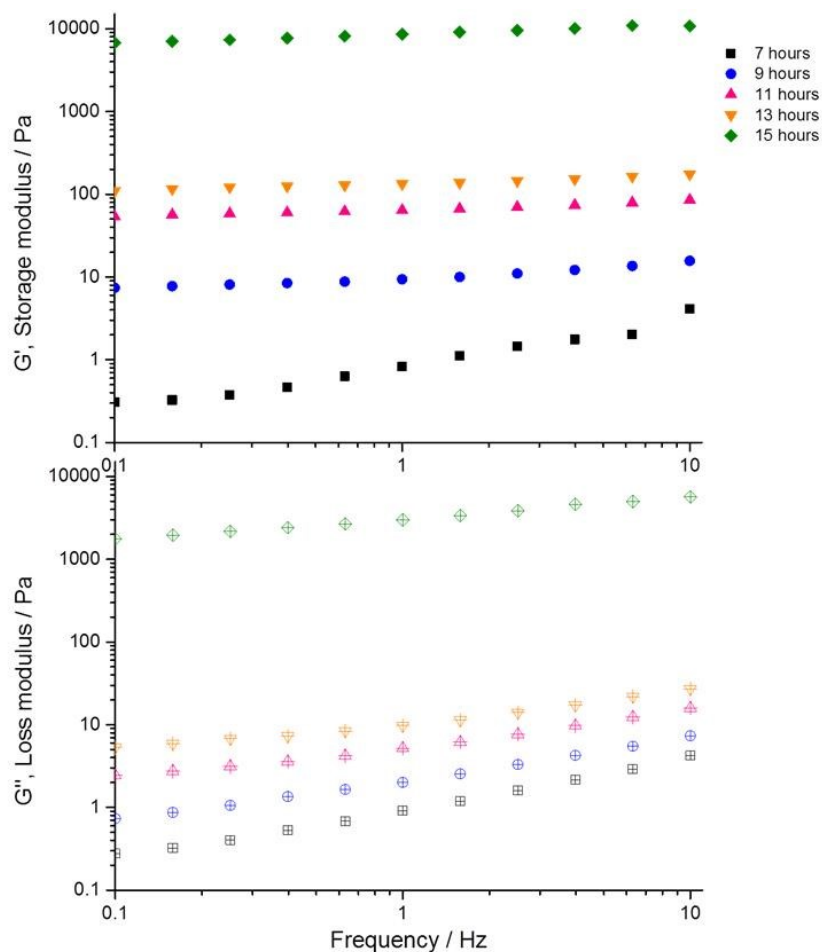 10000
1000
100
10
1
0.1
G', Storage modulus / Pa
0.1
1
10
7 hours
9 hours
11 hours
13 hours
15 hours
10000
1000
100
10
1
0.1
G'', Loss modulus / Pa
0.1
1
10
Frequency / Hz